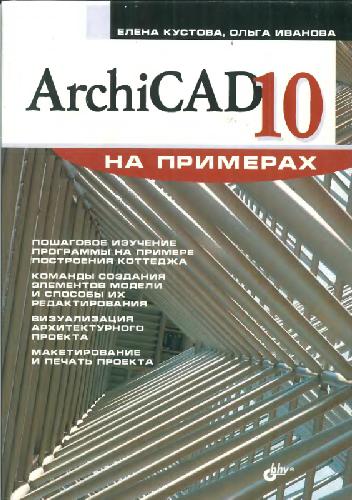 ЕЛЕНА КУСТОВА, ОЛЬГА ИВАНОВА
ArchiCAD 10
НА ПРИМЕРАХ
ПОШАГОВОЕ ИЗУЧЕНИЕ
ПРОГРАММЫ НА ПРИМЕРЕ
ПОСТРОЕНИЯ КОТТЕДЖА
КОМАНДЫ СОЗДАНИЯ
ЭЛЕМЕНТОВ МОДЕЛИ
И СПОСОБЫ ИХ
РЕДАКТИРОВАНИЯ
ВИЗУАЛИЗАЦИЯ
АРХИТЕКТУРНОГО
ПРОЕКТА
МАКЕТИРОВАНИЕ
И ПЕЧАТЬ ПРОЕКТА
bhv